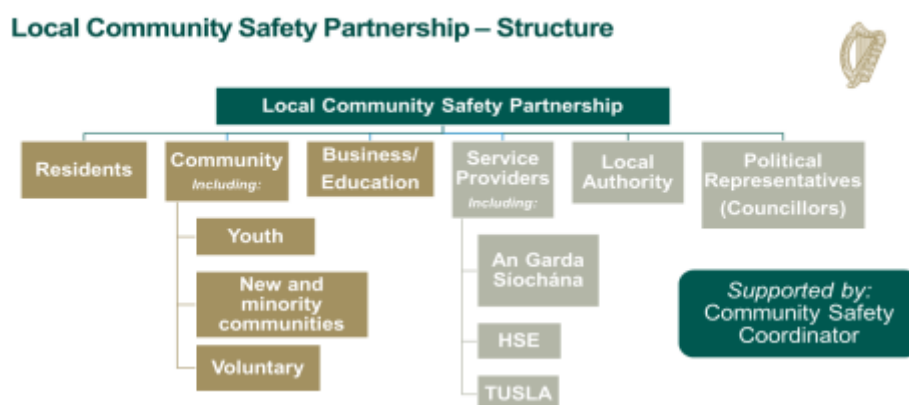 Local Community Safety Partnership – Structure
Local Community Safety Partnership
Residents
Community
Including:
Business/
Education
Service
Providers
Including:
Local
Authority
Political
Representatives
(Councillors)
Youth
New and
minority
communities
Voluntary
An Garda
Síochána
HSE
TUSLA
Supported by:
Community Safety
Coordinator